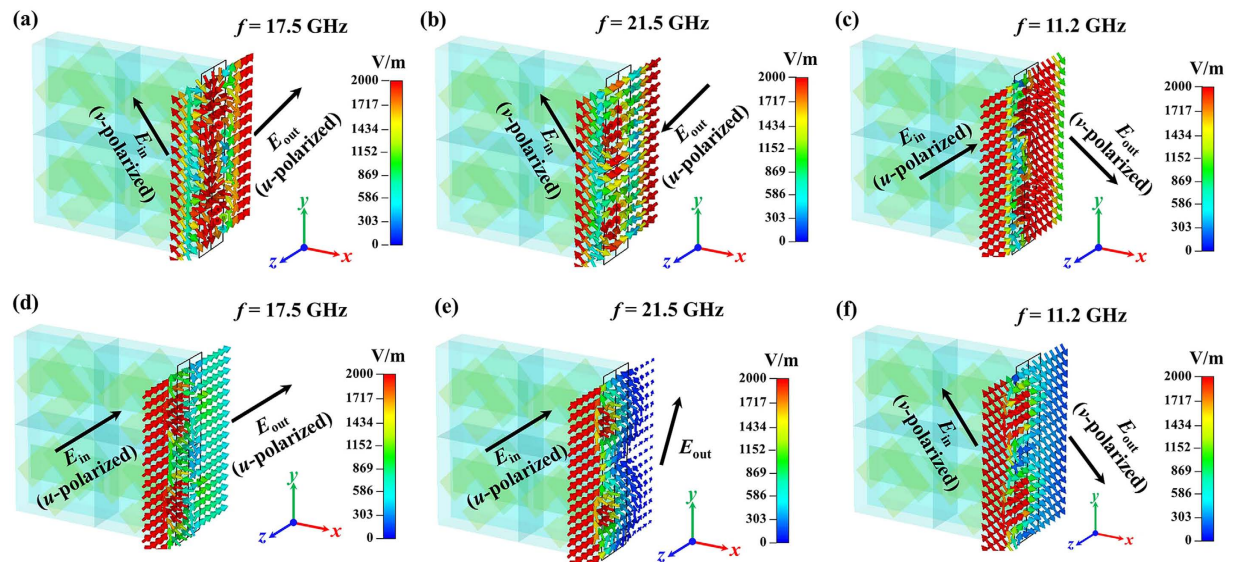 (a)
f = 17.5 GHz
V/m
2000
1717
1434
1152
869
586
303
0
E_in
(v-polarized)
E_out
(u-polarized)
y
z
x
(b)
f = 21.5 GHz
V/m
2000
1717
1434
1152
869
586
303
0
E_in
(v-polarized)
E_out
(u-polarized)
y
z
x
(c)
f = 11.2 GHz
V/m
2000
1717
1434
1152
869
586
303
0
E_in
(u-polarized)
E_out
(v-polarized)
y
z
x
(d)
f = 17.5 GHz
V/m
2000
1717
1434
1152
869
586
303
0
E_in
(u-polarized)
E_out
(u-polarized)
y
z
x
(e)
f = 21.5 GHz
V/m
2000
1717
1434
1152
869
586
303
0
E_in
(u-polarized)
E_out
y
z
x
(f)
f = 11.2 GHz
V/m
2000
1717
1434
1152
869
586
303
0
E_in
(v-polarized)
E_out
(v-polarized)
y
z
x